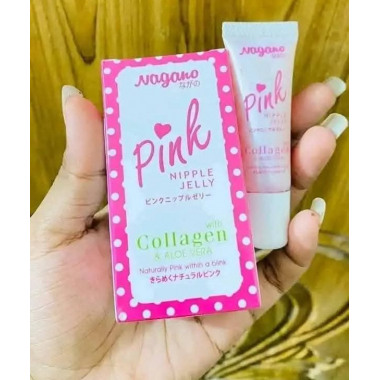 Nagano
ながの
Pink
NIPPLE
JELLY
ピンクニップルゼリー
with
Collagen
& ALOE VERA
Naturally Pink within a blink
きらめくナチュラルピンク
Nagano
Pink
NIPPLE JELLY
Collagen